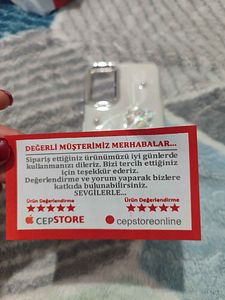 DEĞERLİ MÜŞTERİMİZ MERHABALAR...
Sipariş ettiğiniz ürünümüzü iyi günlerde
kullanmanızı dileriz. Bizi tercih ettiğiniz
için teşekkür ederiz.
Değerlendirme ve yorum yaparak bizlere
katkıda bulunabilirsiniz.
SEVGİLERLE...
Ürün Değerlendirme
Ürün Değerlendirme
CEPSTORE
cepstoreonline